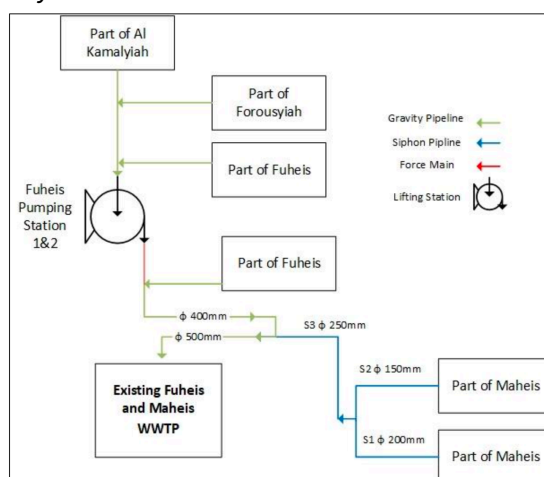 Part of Al
Kamalyiah
Part of
Forousyiah
Gravity Pipeline
Siphon Pipline
Force Main
Lifting Station
Part of Fuheis
Fuheis
Pumping
Station
1&2
Part of Fuheis
ϕ 400mm
ϕ 500mm
S3 ϕ 250mm
S2 ϕ 150mm
Part of Maheis
Existing Fuheis
and Maheis
WWTP
S1 ϕ 200mm
Part of Maheis